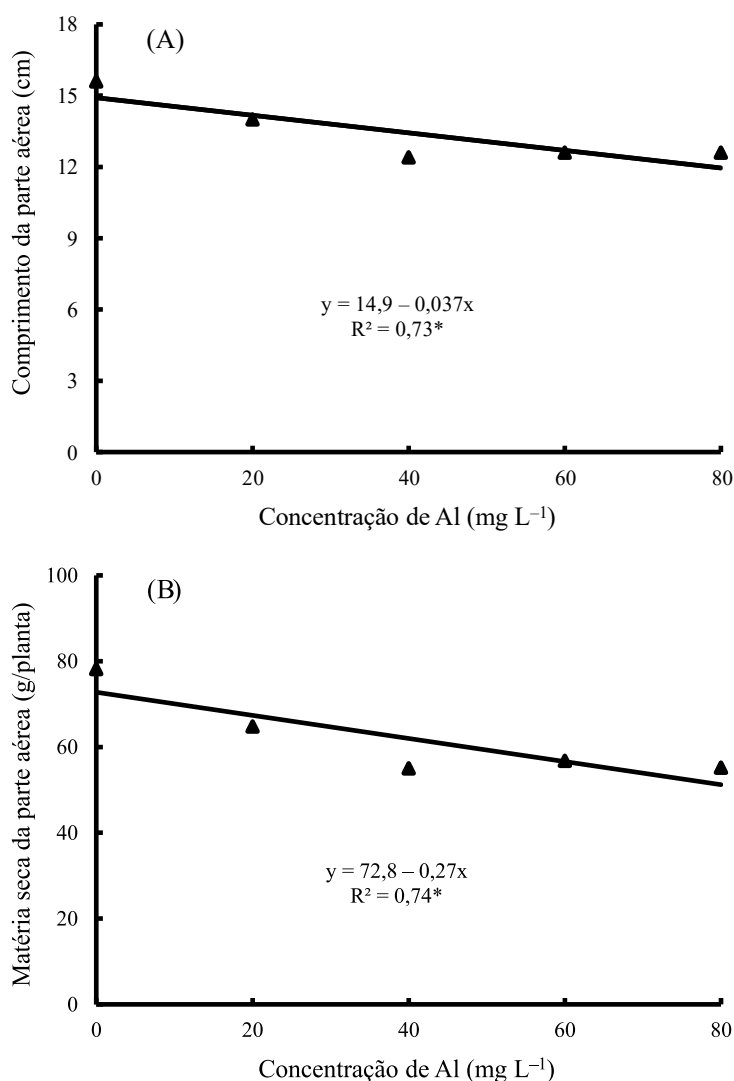 (A)
Comprimento da parte aérea (cm)
18
15
12
9
6
3
0
y = 14,9 – 0,037x
R² = 0,73*
0 20 40 60 80
Concentração de Al (mg L⁻¹)
(B)
Matéria seca da parte aérea (g/planta)
100
80
60
40
20
0
y = 72,8 – 0,27x
R² = 0,74*
0 20 40 60 80
Concentração de Al (mg L⁻¹)